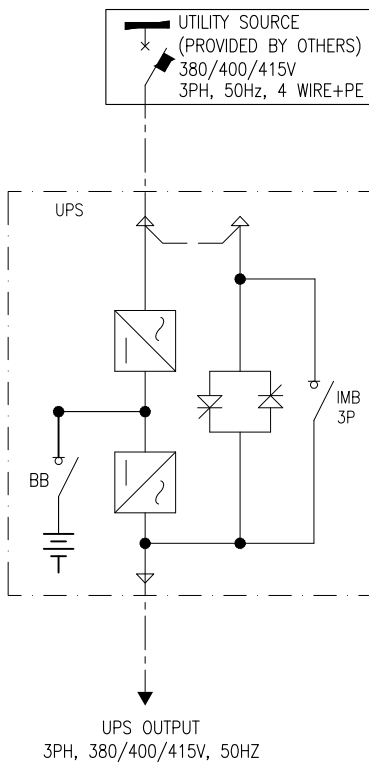 UTILITY SOURCE
(PROVIDED BY OTHERS)
380/400/415V
3PH, 50Hz, 4 WIRE+PE
UPS
IMB
3P
BB
UPS OUTPUT
3PH, 380/400/415V, 50HZ